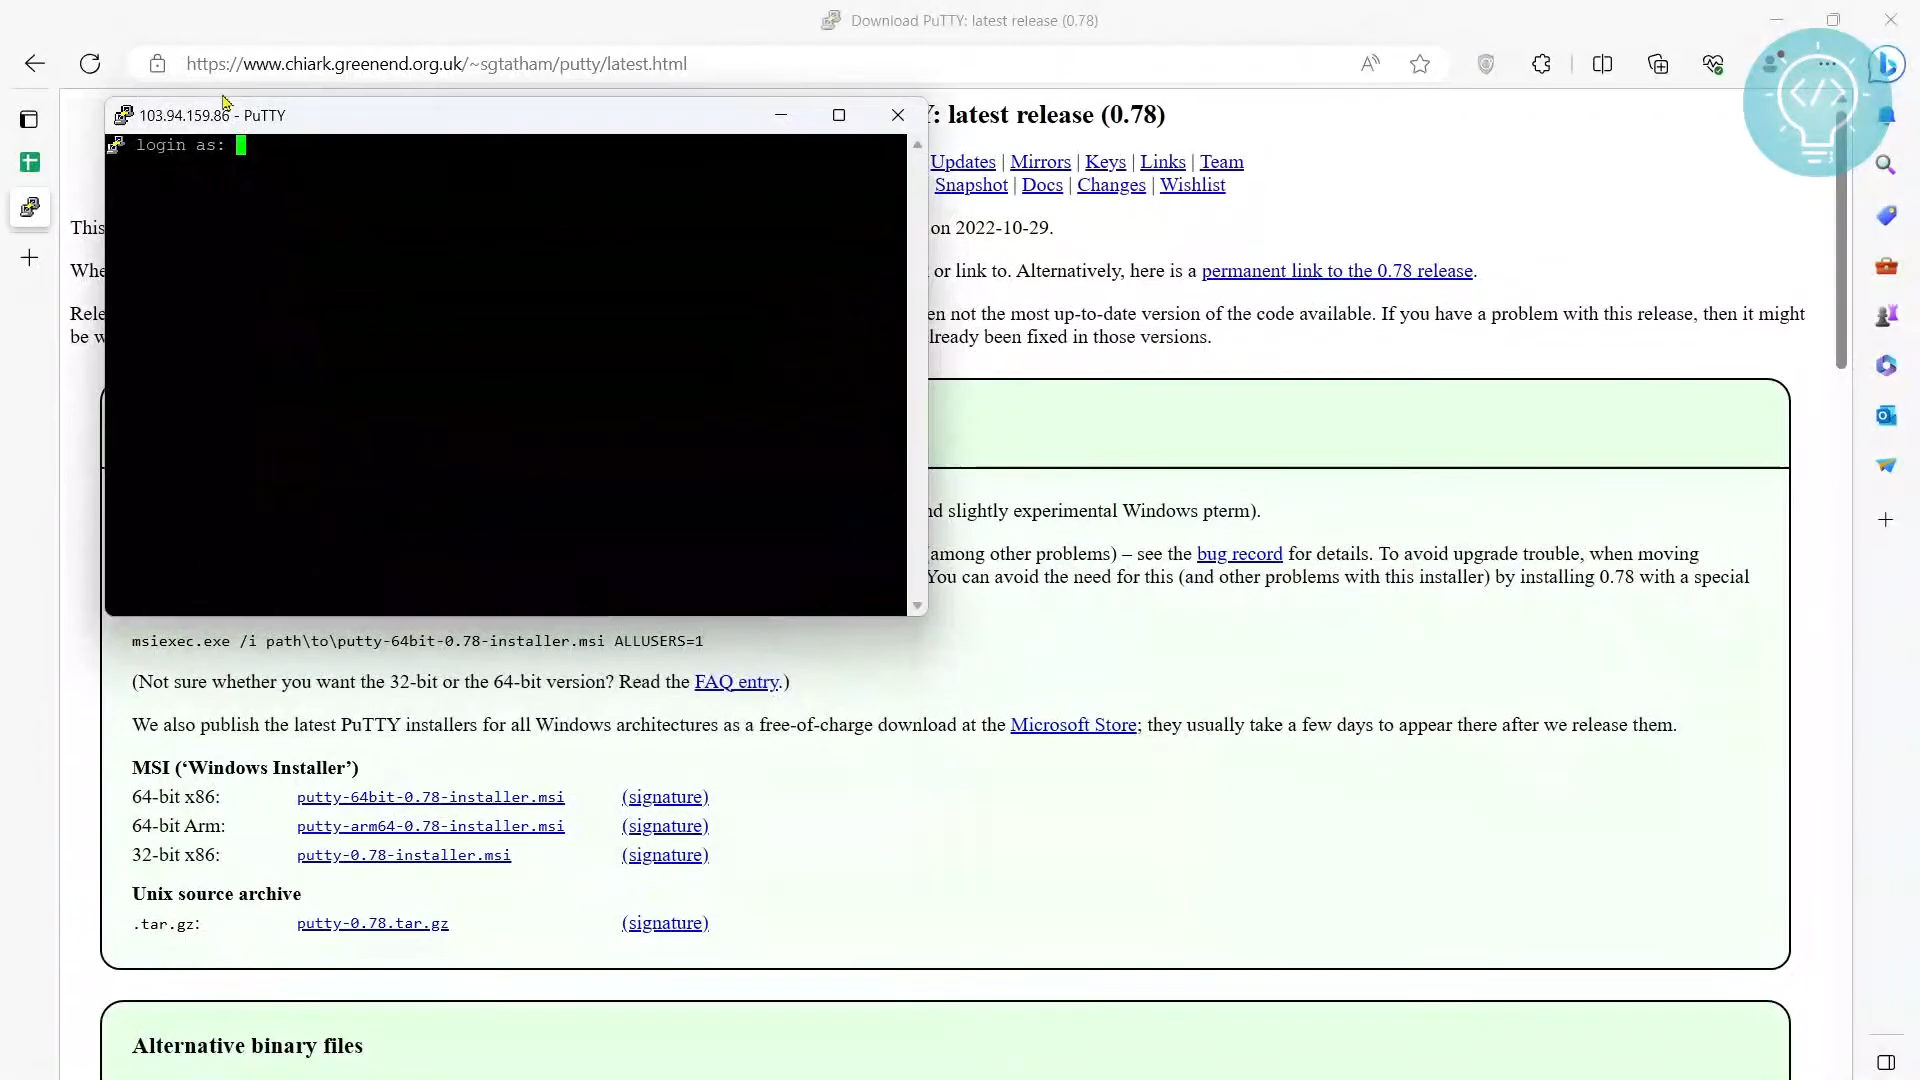 Download PuTTY: latest release (0.78)
https://www.chiark.greenend.org.uk/~sgtatham/putty/latest.html
103.94.159.86 - PuTTY
login as:
: latest release (0.78)
Updates | Mirrors | Keys | Links | Team
Snapshot | Docs | Changes | Wishlist
This on 2022-10-29.
Whe or link to. Alternatively, here is a permanent link to the 0.78 release.
Rele en not the most up-to-date version of the code available. If you have a problem with this release, then it might
be w lready been fixed in those versions.
nd slightly experimental Windows pterm).
(among other problems) – see the bug record for details. To avoid upgrade trouble, when moving
You can avoid the need for this (and other problems with this installer) by installing 0.78 with a special
msiexec.exe /i path\to\putty-64bit-0.78-installer.msi ALLUSERS=1
(Not sure whether you want the 32-bit or the 64-bit version? Read the FAQ entry.)
We also publish the latest PuTTY installers for all Windows architectures as a free-of-charge download at the Microsoft Store; they usually take a few days to appear there after we release them.
MSI (‘Windows Installer’)
64-bit x86: putty-64bit-0.78-installer.msi (signature)
64-bit Arm: putty-arm64-0.78-installer.msi (signature)
32-bit x86: putty-0.78-installer.msi (signature)
Unix source archive
.tar.gz: putty-0.78.tar.gz (signature)
Alternative binary files